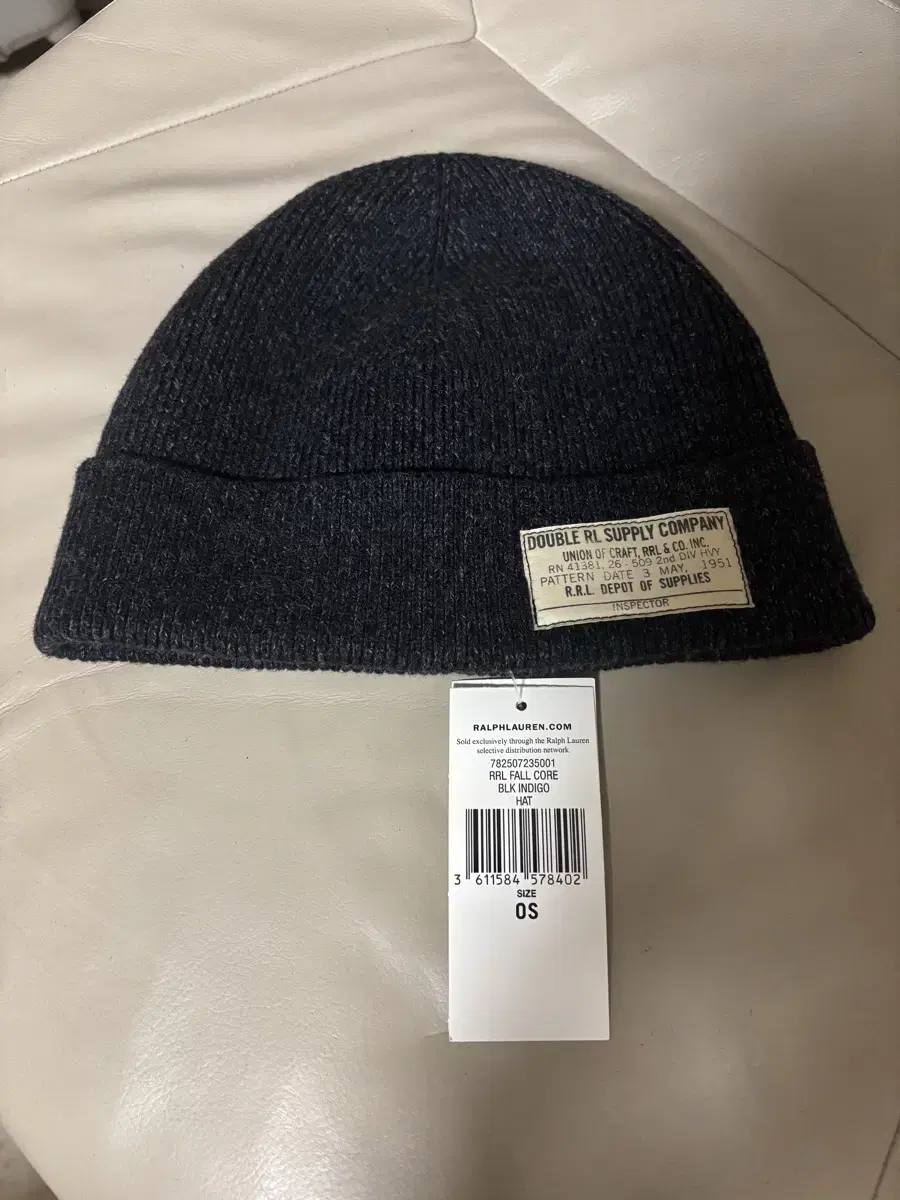 DOUBLE RL SUPPLY COMPANY
UNION OF CRAFT, RRL & CO. INC.
RN 41381, 26 - 509 2nd DIV HVY
PATTERN DATE 3 MAY, 1951
R.R.L. DEPOT OF SUPPLIES
INSPECTOR
RALPHLAUREN.COM
Sold exclusively through the Ralph Lauren
selective distribution network
782507235001
RRL FALL CORE
BLK INDIGO
HAT
3 611584 578402
SIZE
OS